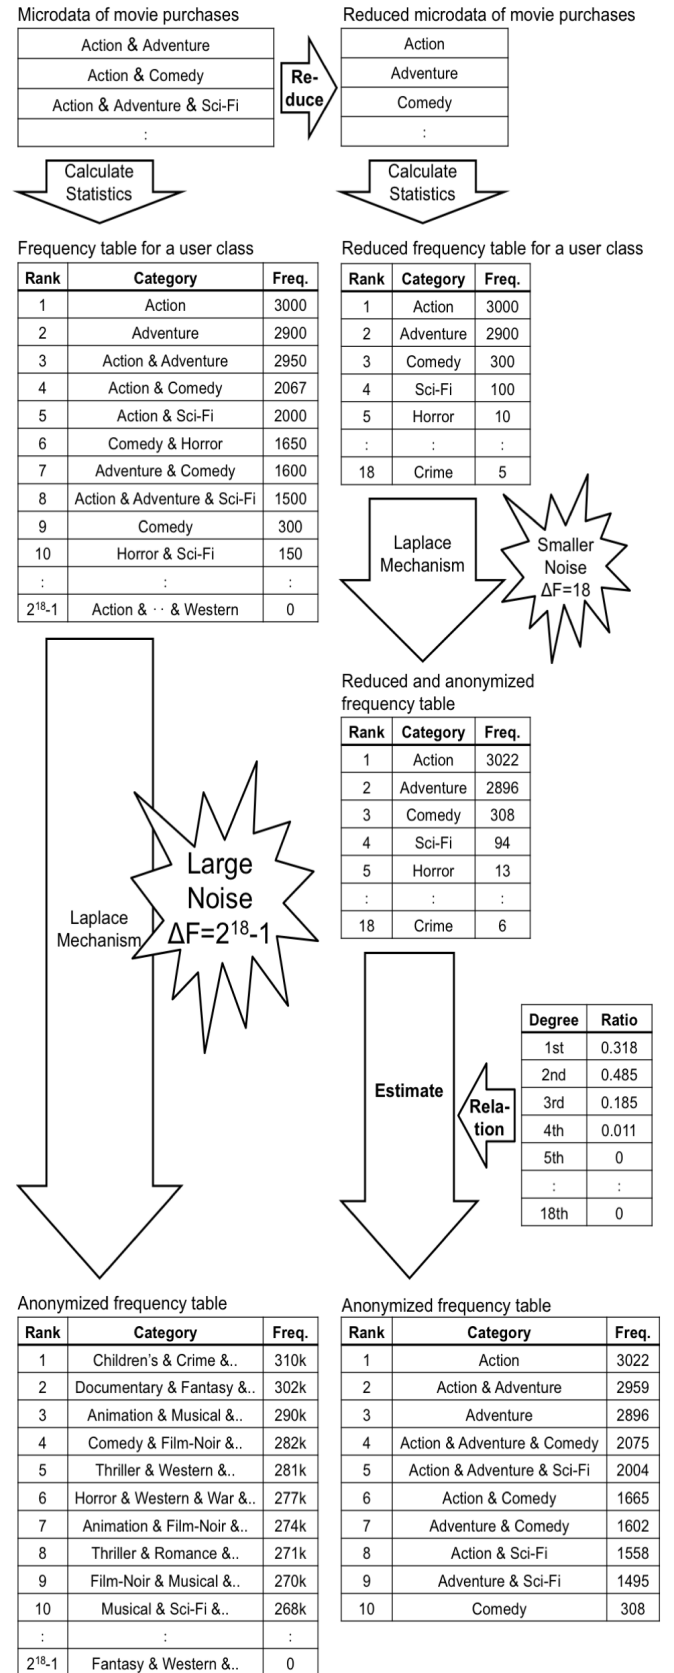 Microdata of movie purchases
Action & Adventure
Action & Comedy
Action & Adventure & Sci-Fi
:
Re-
duce
Reduced microdata of movie purchases
Action
Adventure
Comedy
:
Calculate
Statistics
Calculate
Statistics
Frequency table for a user class
Rank Category Freq.
1 Action 3000
2 Adventure 2900
3 Action & Adventure 2950
4 Action & Comedy 2067
5 Action & Sci-Fi 2000
6 Comedy & Horror 1650
7 Adventure & Comedy 1600
8 Action & Adventure & Sci-Fi 1500
9 Comedy 300
10 Horror & Sci-Fi 150
: : :
2¹⁸-1 Action & ·· & Western 0
Reduced frequency table for a user class
Rank Category Freq.
1 Action 3000
2 Adventure 2900
3 Comedy 300
4 Sci-Fi 100
5 Horror 10
: : :
18 Crime 5
Laplace
Mechanism
Smaller
Noise
ΔF=18
Reduced and anonymized
frequency table
Rank Category Freq.
1 Action 3022
2 Adventure 2896
3 Comedy 308
4 Sci-Fi 94
5 Horror 13
: : :
18 Crime 6
Laplace
Mechanism
Large
Noise
ΔF=2¹⁸-1
Estimate
Rela-
tion
Degree Ratio
1st 0.318
2nd 0.485
3rd 0.185
4th 0.011
5th 0
: :
18th 0
Anonymized frequency table
Rank Category Freq.
1 Children's & Crime &.. 310k
2 Documentary & Fantasy &.. 302k
3 Animation & Musical &.. 290k
4 Comedy & Film-Noir &.. 282k
5 Thriller & Western &.. 281k
6 Horror & Western & War &.. 277k
7 Animation & Film-Noir &.. 274k
8 Thriller & Romance &.. 271k
9 Film-Noir & Musical &.. 270k
10 Musical & Sci-Fi &.. 268k
: : :
2¹⁸-1 Fantasy & Western &.. 0
Anonymized frequency table
Rank Category Freq.
1 Action 3022
2 Action & Adventure 2959
3 Adventure 2896
4 Action & Adventure & Comedy 2075
5 Action & Adventure & Sci-Fi 2004
6 Action & Comedy 1665
7 Adventure & Comedy 1602
8 Action & Sci-Fi 1558
9 Adventure & Sci-Fi 1495
10 Comedy 308